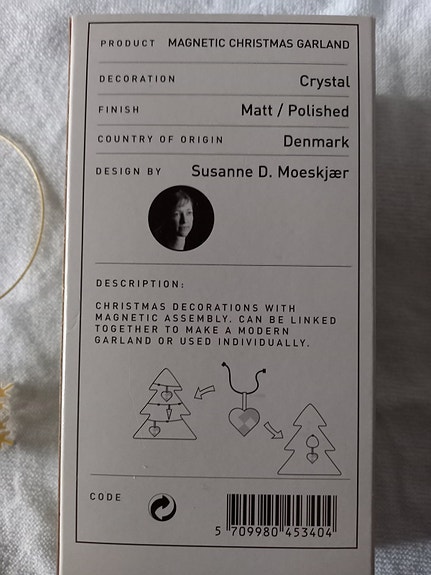 PRODUCT MAGNETIC CHRISTMAS GARLAND
DECORATION Crystal
FINISH Matt / Polished
COUNTRY OF ORIGIN Denmark
DESIGN BY Susanne D. Moeskjær
DESCRIPTION:
CHRISTMAS DECORATIONS WITH
MAGNETIC ASSEMBLY. CAN BE LINKED
TOGETHER TO MAKE A MODERN
GARLAND OR USED INDIVIDUALLY.
CODE
5 709980 453404